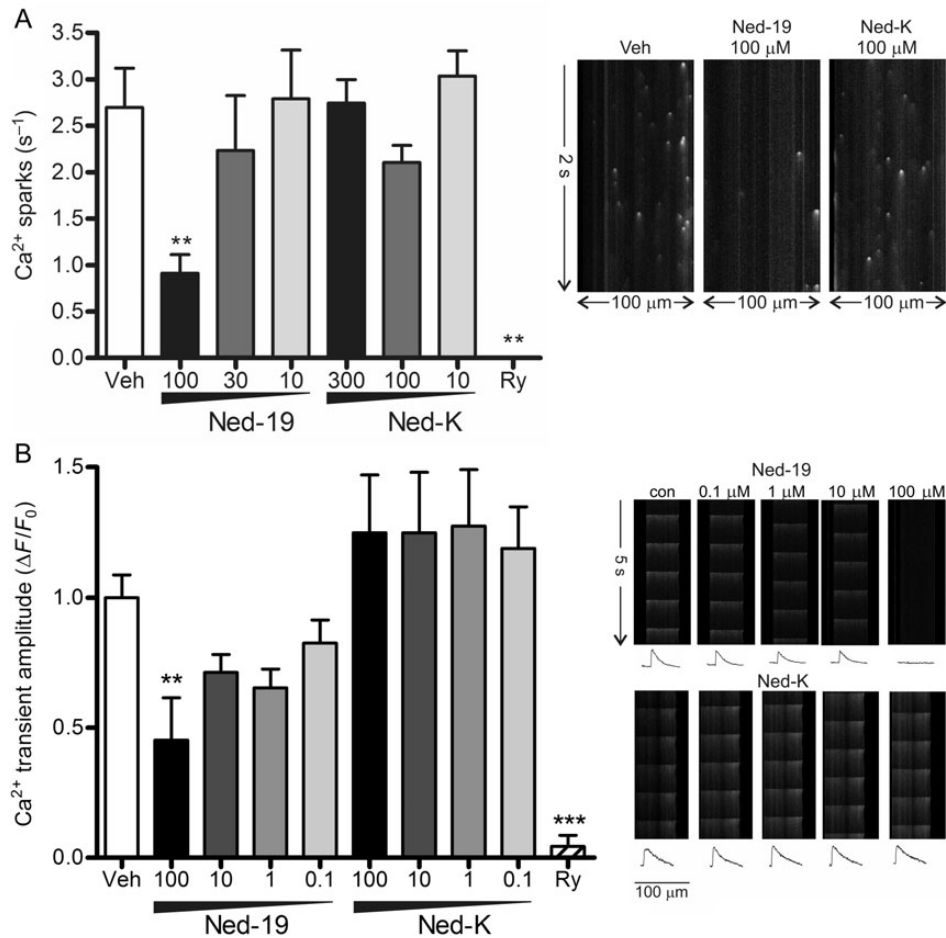 A
Ca²⁺ sparks (s⁻¹)
3.5
3.0
2.5
2.0
1.5
1.0
0.5
0.0
**
**
Veh 100 30 10 300 100 10 Ry
Ned-19 Ned-K
Veh
Ned-19
100 μM
Ned-K
100 μM
2 s
100 μm 100 μm 100 μm
B
Ca²⁺ transient amplitude (ΔF/F₀)
1.5
1.0
0.5
0.0
**
***
Veh 100 10 1 0.1 100 10 1 0.1 Ry
Ned-19 Ned-K
Ned-19
con 0.1 μM 1 μM 10 μM 100 μM
5 s
Ned-K
100 μm